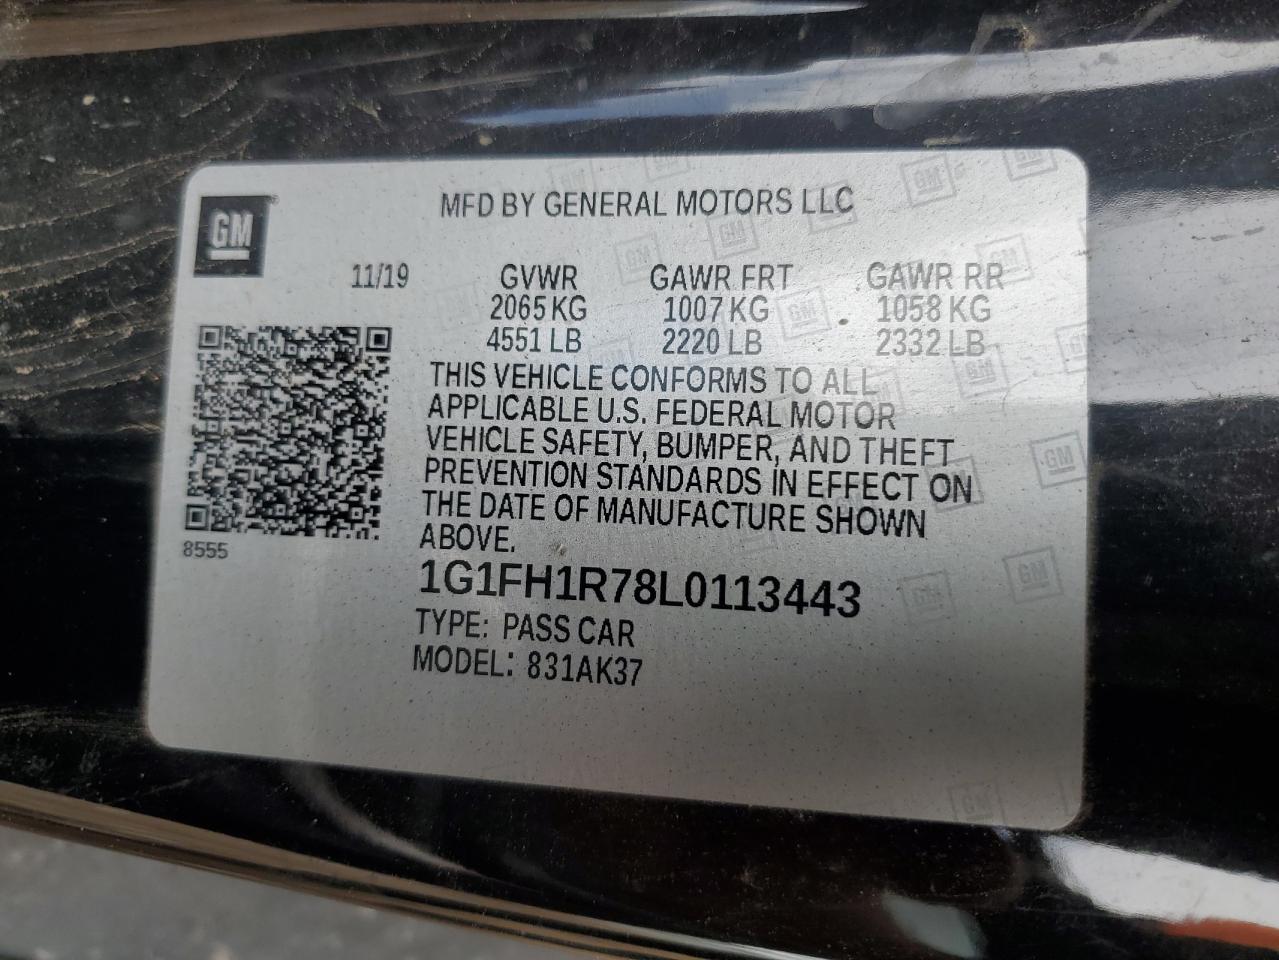 MFD BY GENERAL MOTORS LLC
GM
11/19 GVWR GAWR FRT GAWR RR
2065 KG 1007 KG 1058 KG
4551 LB 2220 LB 2332 LB
THIS VEHICLE CONFORMS TO ALL
APPLICABLE U.S. FEDERAL MOTOR
VEHICLE SAFETY, BUMPER, AND THEFT
PREVENTION STANDARDS IN EFFECT ON
THE DATE OF MANUFACTURE SHOWN
ABOVE.
8555
1G1FH1R78L0113443
TYPE: PASS CAR
MODEL: 831AK37